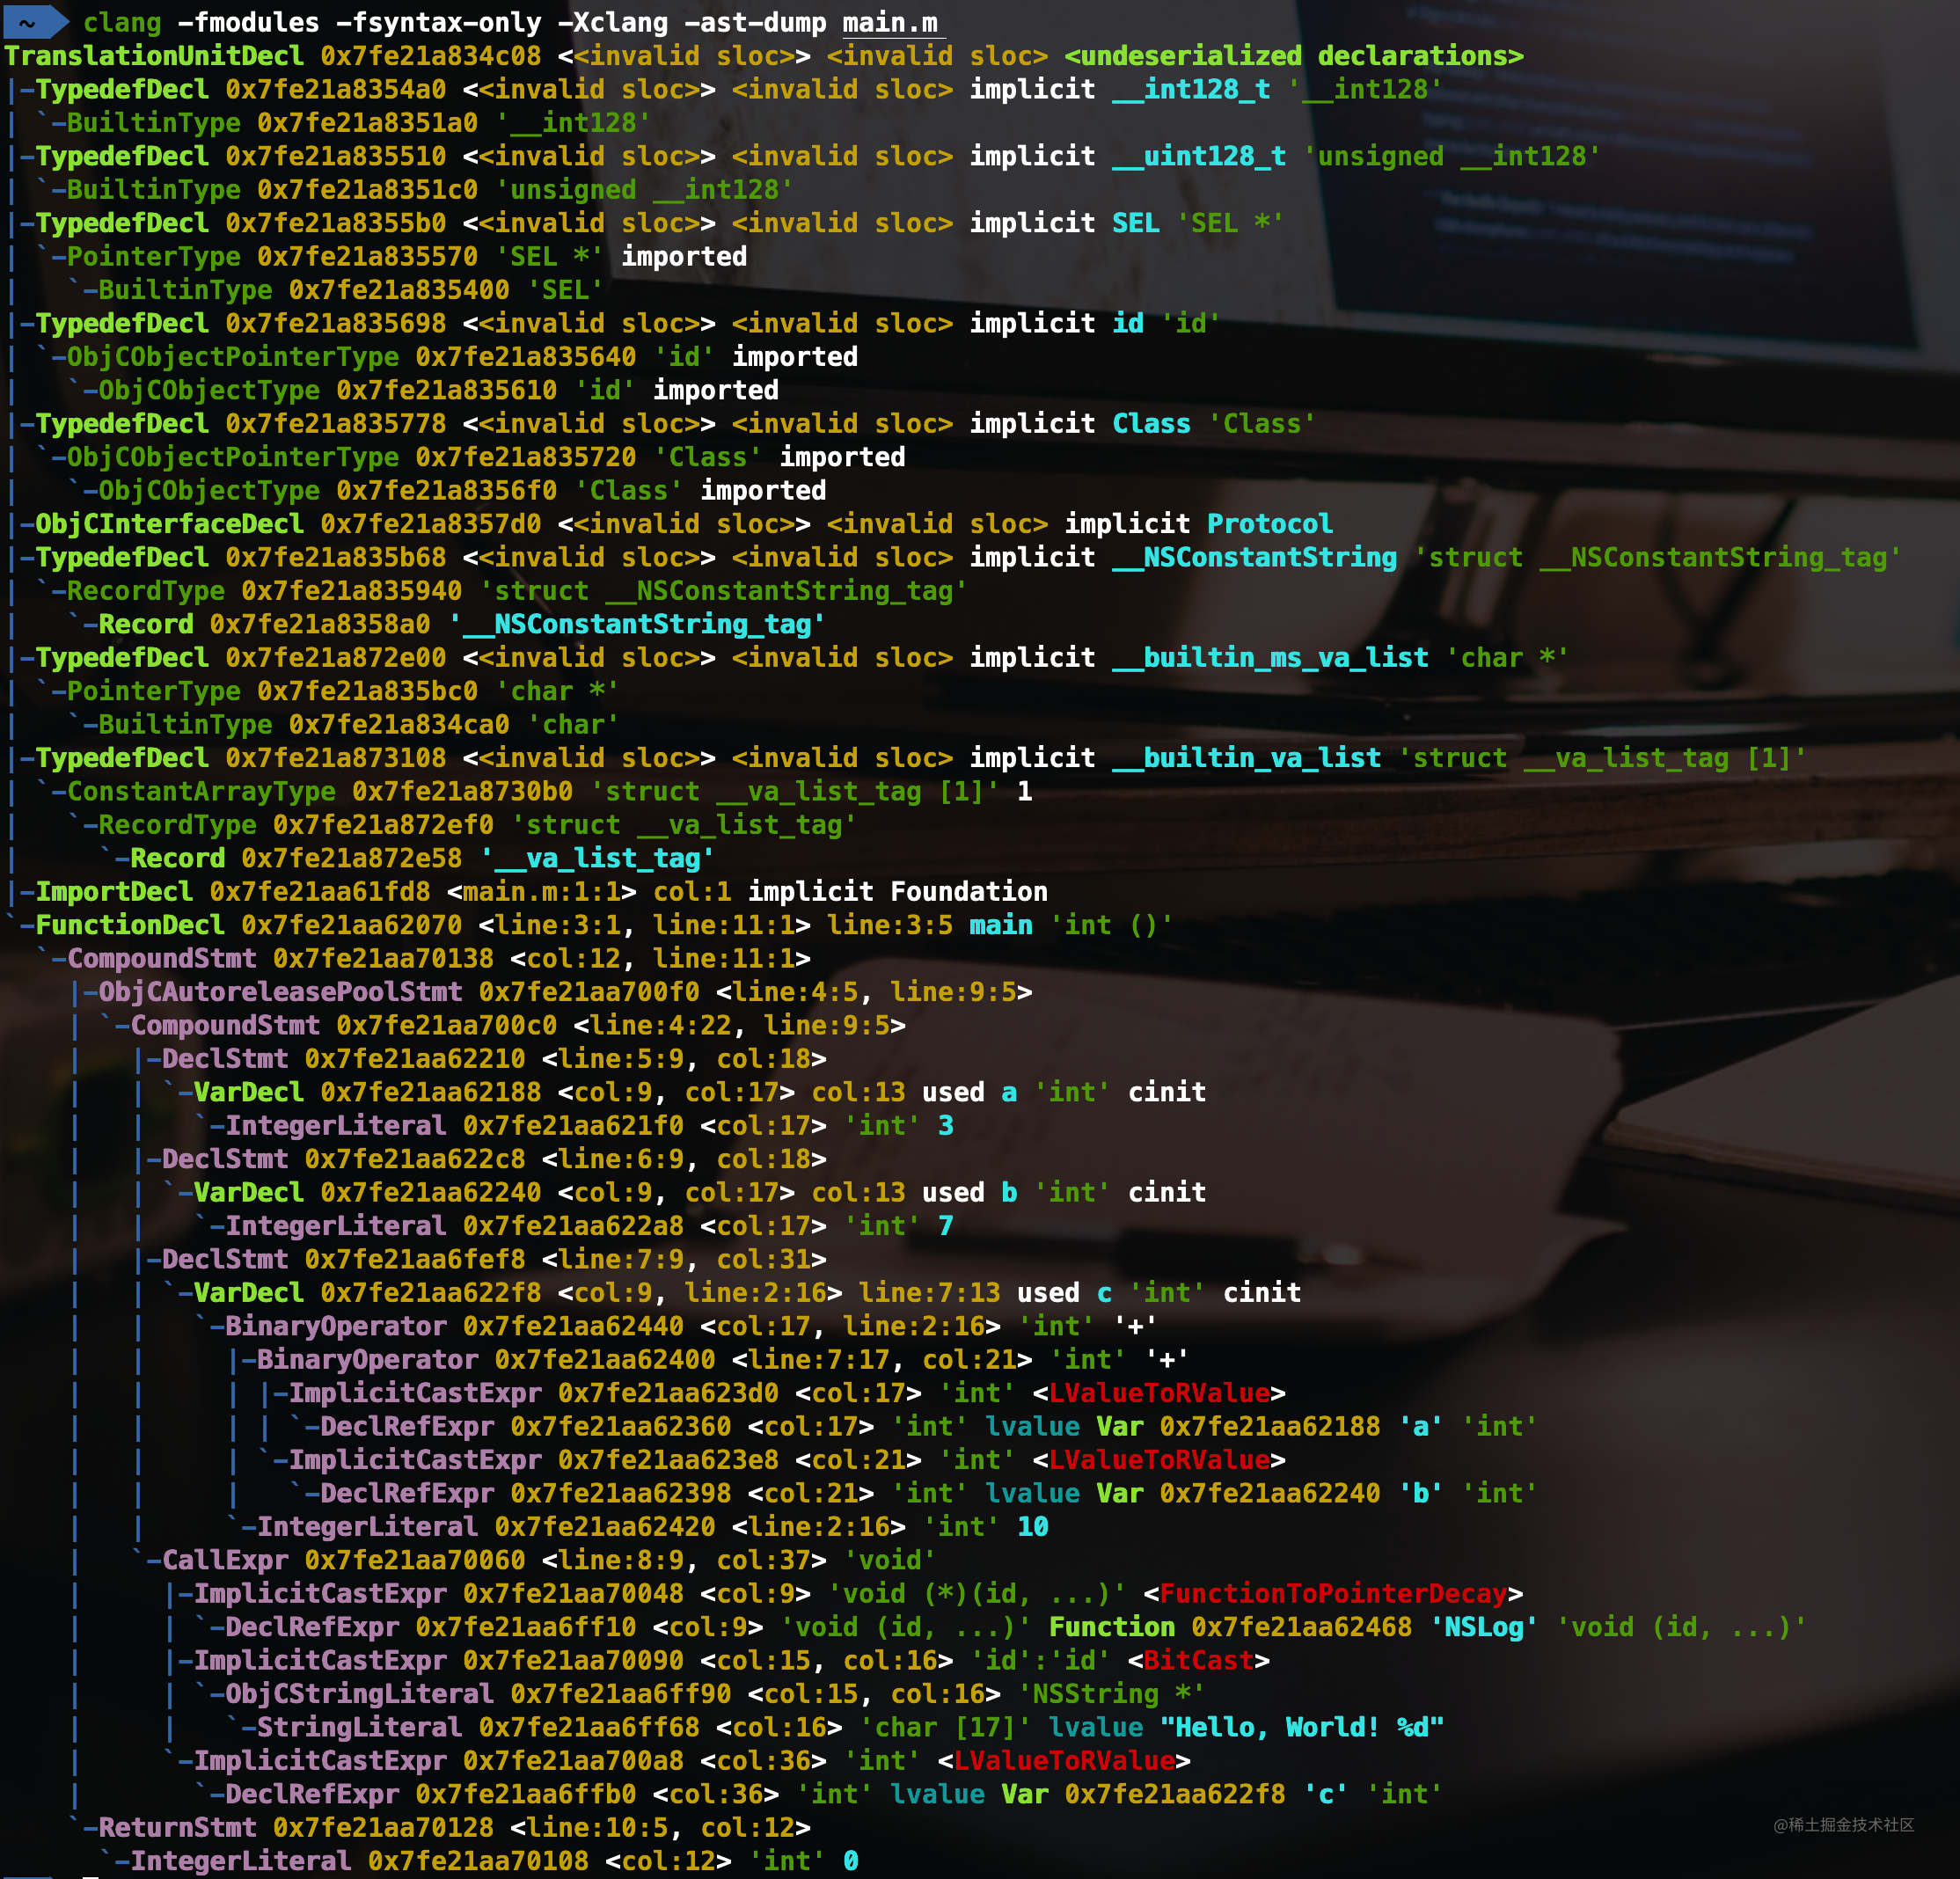 ~ clang -fmodules -fsyntax-only -Xclang -ast-dump main.m
TranslationUnitDecl 0x7fe21a834c08 <<invalid sloc>> <invalid sloc> <undeserialized declarations>
|-TypedefDecl 0x7fe21a8354a0 <<invalid sloc>> <invalid sloc> implicit __int128_t '__int128'
| `-BuiltinType 0x7fe21a8351a0 '__int128'
|-TypedefDecl 0x7fe21a835510 <<invalid sloc>> <invalid sloc> implicit __uint128_t 'unsigned __int128'
| `-BuiltinType 0x7fe21a8351c0 'unsigned __int128'
|-TypedefDecl 0x7fe21a8355b0 <<invalid sloc>> <invalid sloc> implicit SEL 'SEL *'
| `-PointerType 0x7fe21a835570 'SEL *' imported
|   `-BuiltinType 0x7fe21a835400 'SEL'
|-TypedefDecl 0x7fe21a835698 <<invalid sloc>> <invalid sloc> implicit id 'id'
| `-ObjCObjectPointerType 0x7fe21a835640 'id' imported
|   `-ObjCObjectType 0x7fe21a835610 'id' imported
|-TypedefDecl 0x7fe21a835778 <<invalid sloc>> <invalid sloc> implicit Class 'Class'
| `-ObjCObjectPointerType 0x7fe21a835720 'Class' imported
|   `-ObjCObjectType 0x7fe21a8356f0 'Class' imported
|-ObjCInterfaceDecl 0x7fe21a8357d0 <<invalid sloc>> <invalid sloc> implicit Protocol
|-TypedefDecl 0x7fe21a835b68 <<invalid sloc>> <invalid sloc> implicit __NSConstantString 'struct __NSConstantString_tag'
| `-RecordType 0x7fe21a835940 'struct __NSConstantString_tag'
|   `-Record 0x7fe21a8358a0 '__NSConstantString_tag'
|-TypedefDecl 0x7fe21a872e00 <<invalid sloc>> <invalid sloc> implicit __builtin_ms_va_list 'char *'
| `-PointerType 0x7fe21a835bc0 'char *'
|   `-BuiltinType 0x7fe21a834ca0 'char'
|-TypedefDecl 0x7fe21a873108 <<invalid sloc>> <invalid sloc> implicit __builtin_va_list 'struct __va_list_tag [1]'
| `-ConstantArrayType 0x7fe21a8730b0 'struct __va_list_tag [1]' 1
|   `-RecordType 0x7fe21a872ef0 'struct __va_list_tag'
|     `-Record 0x7fe21a872e58 '__va_list_tag'
|-ImportDecl 0x7fe21aa61fd8 <main.m:1:1> col:1 implicit Foundation
`-FunctionDecl 0x7fe21aa62070 <line:3:1, line:11:1> line:3:5 main 'int ()'
  `-CompoundStmt 0x7fe21aa70138 <col:12, line:11:1>
    |-ObjCAutoreleasePoolStmt 0x7fe21aa700f0 <line:4:5, line:9:5>
    | `-CompoundStmt 0x7fe21aa700c0 <line:4:22, line:9:5>
    |   |-DeclStmt 0x7fe21aa62210 <line:5:9, col:18>
    |   | `-VarDecl 0x7fe21aa62188 <col:9, col:17> col:13 used a 'int' cinit
    |   |   `-IntegerLiteral 0x7fe21aa621f0 <col:17> 'int' 3
    |   |-DeclStmt 0x7fe21aa622c8 <line:6:9, col:18>
    |   | `-VarDecl 0x7fe21aa62240 <col:9, col:17> col:13 used b 'int' cinit
    |   |   `-IntegerLiteral 0x7fe21aa622a8 <col:17> 'int' 7
    |   |-DeclStmt 0x7fe21aa6fef8 <line:7:9, col:31>
    |   | `-VarDecl 0x7fe21aa622f8 <col:9, line:2:16> line:7:13 used c 'int' cinit
    |   |   `-BinaryOperator 0x7fe21aa62440 <col:17, line:2:16> 'int' '+'
    |   |     |-BinaryOperator 0x7fe21aa62400 <line:7:17, col:21> 'int' '+'
    |   |     | |-ImplicitCastExpr 0x7fe21aa623d0 <col:17> 'int' <LValueToRValue>
    |   |     | | `-DeclRefExpr 0x7fe21aa62360 <col:17> 'int' lvalue Var 0x7fe21aa62188 'a' 'int'
    |   |     | `-ImplicitCastExpr 0x7fe21aa623e8 <col:21> 'int' <LValueToRValue>
    |   |     |   `-DeclRefExpr 0x7fe21aa62398 <col:21> 'int' lvalue Var 0x7fe21aa62240 'b' 'int'
    |   |     `-IntegerLiteral 0x7fe21aa62420 <line:2:16> 'int' 10
    |   `-CallExpr 0x7fe21aa70060 <line:8:9, col:37> 'void'
    |     |-ImplicitCastExpr 0x7fe21aa70048 <col:9> 'void (*)(id, ...)' <FunctionToPointerDecay>
    |     | `-DeclRefExpr 0x7fe21aa6ff10 <col:9> 'void (id, ...)' Function 0x7fe21aa62468 'NSLog' 'void (id, ...)'
    |     |-ImplicitCastExpr 0x7fe21aa70090 <col:15, col:16> 'id':'id' <BitCast>
    |     | `-ObjCStringLiteral 0x7fe21aa6ff90 <col:15, col:16> 'NSString *'
    |     |   `-StringLiteral 0x7fe21aa6ff68 <col:16> 'char [17]' lvalue "Hello, World! %d"
    |     `-ImplicitCastExpr 0x7fe21aa700a8 <col:36> 'int' <LValueToRValue>
    |       `-DeclRefExpr 0x7fe21aa6ffb0 <col:36> 'int' lvalue Var 0x7fe21aa622f8 'c' 'int'
    `-ReturnStmt 0x7fe21aa70128 <line:10:5, col:12>
      `-IntegerLiteral 0x7fe21aa70108 <col:12> 'int' 0
@稀土掘金技术社区